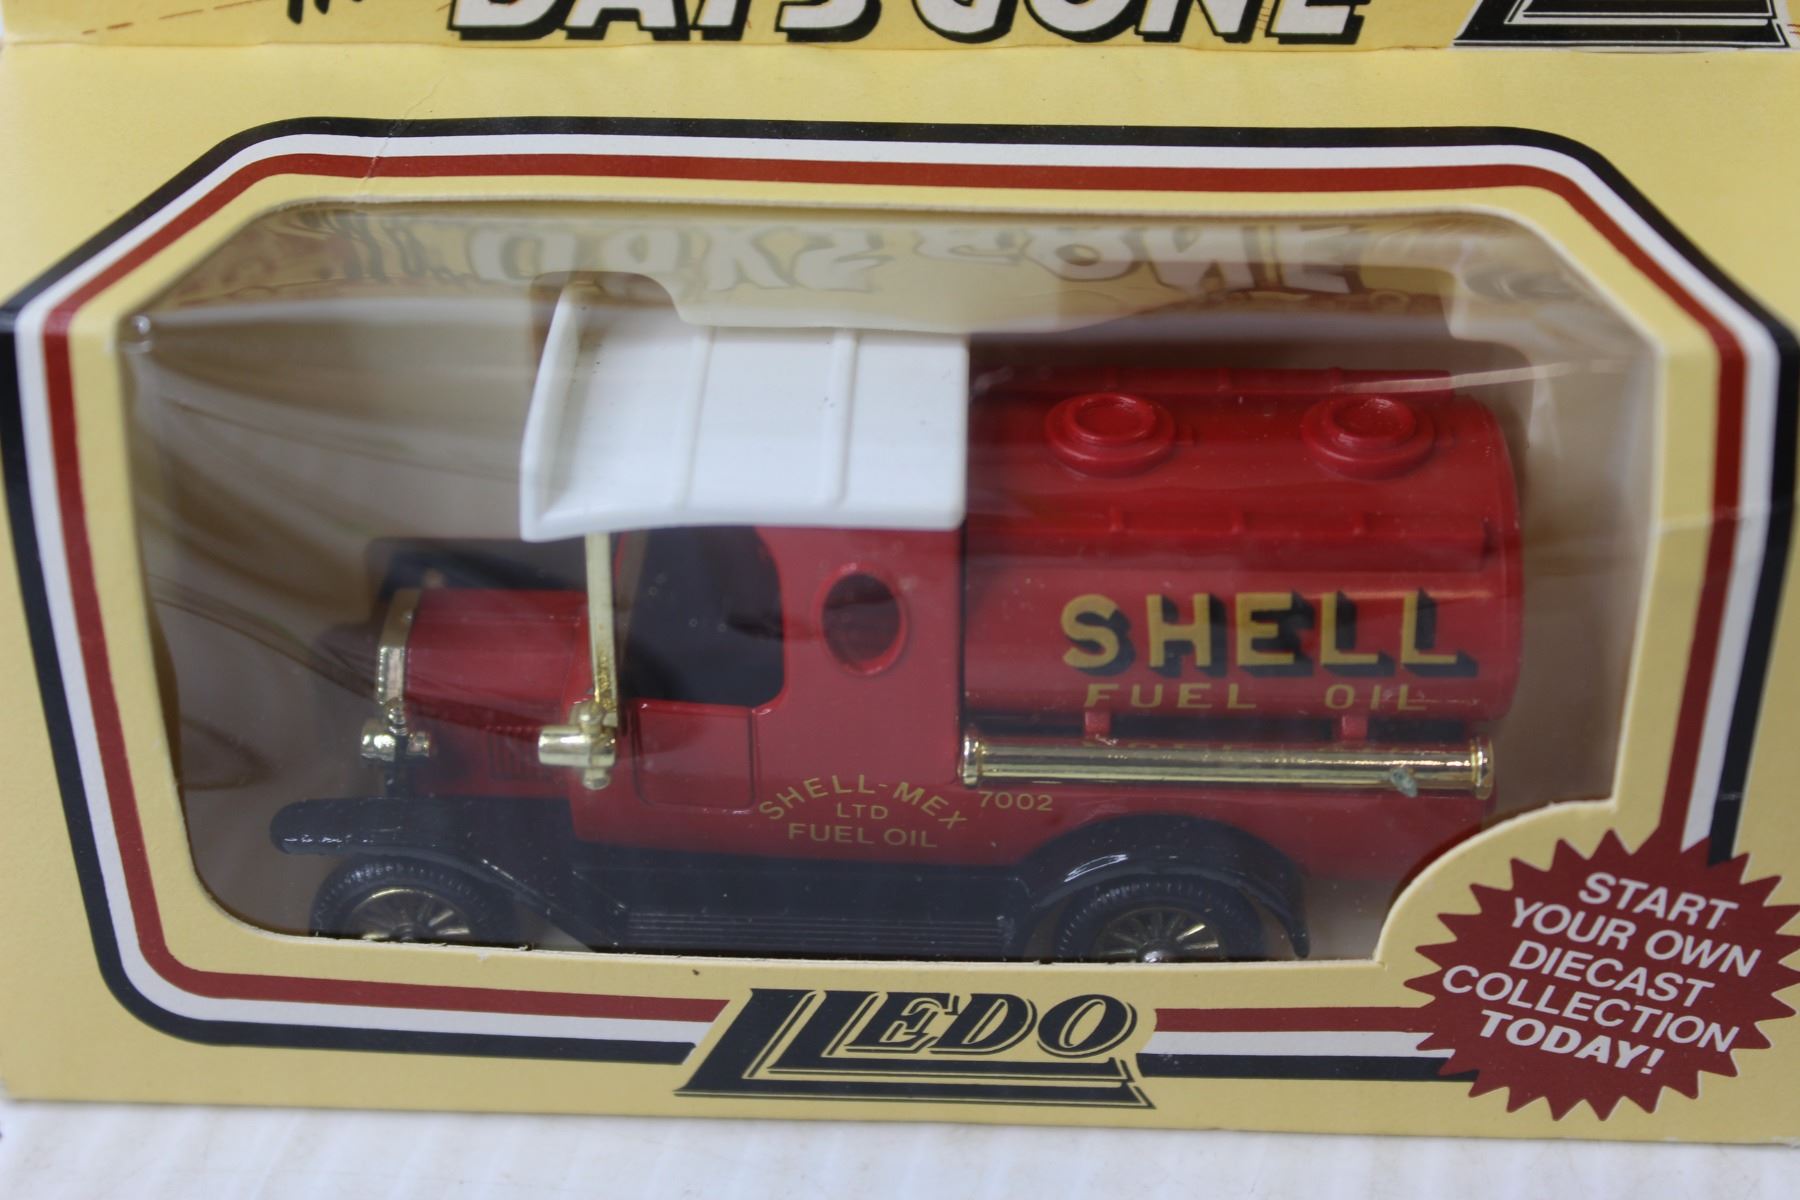 DAYS GONE
SHELL
FUEL OIL
SHELL-MEX
LTD
FUEL OIL
7002
LLEDO
START
YOUR OWN
DIECAST
COLLECTION
TODAY!